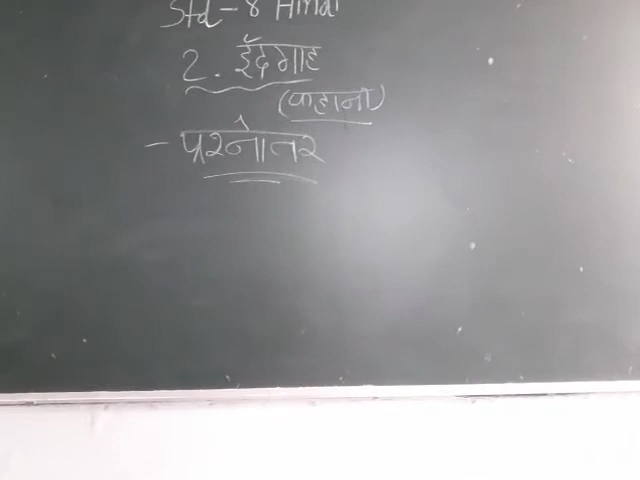 Std - 8 Hindi
2. ईदगाह
(कहानी)
- प्रश्नोत्तर